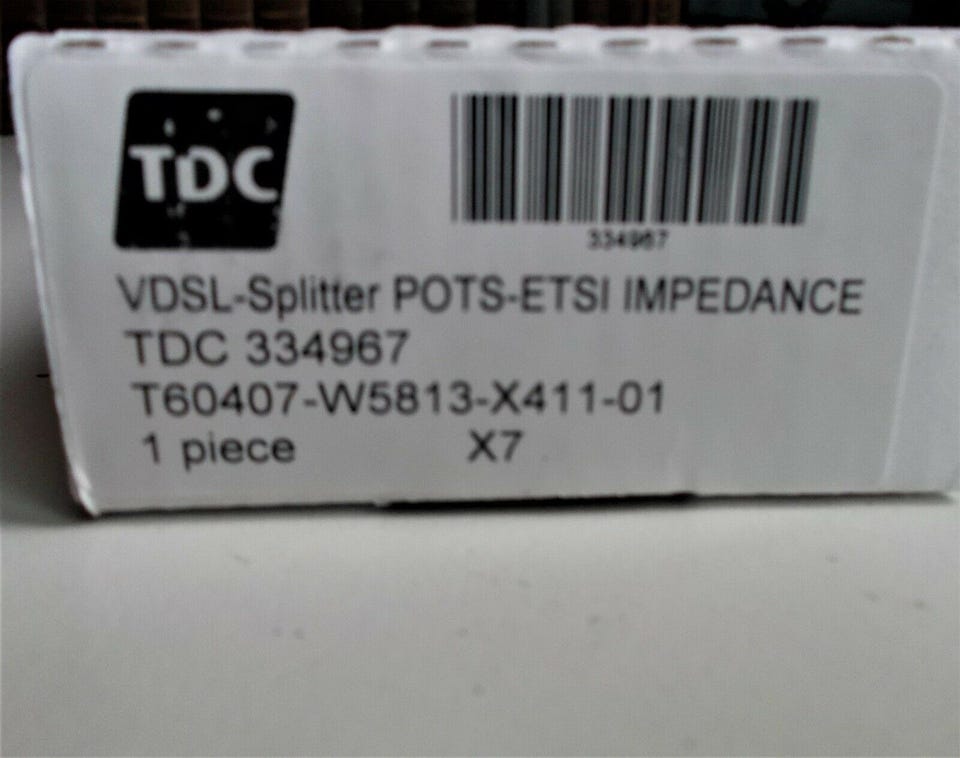 TDC
334967
VDSL-Splitter POTS-ETSI IMPEDANCE
TDC 334967
T60407-W5813-X411-01
1 piece X7